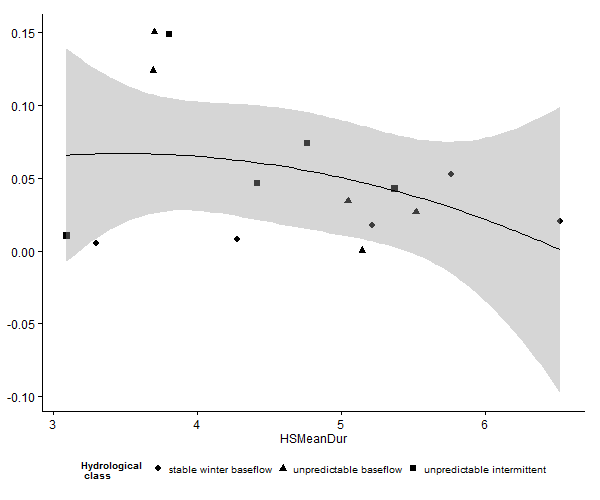 0.15
0.10
0.05
0.00
-0.05
-0.10
3 4 5 6
HSMeanDur
Hydrological
class
stable winter baseflow unpredictable baseflow unpredictable intermittent